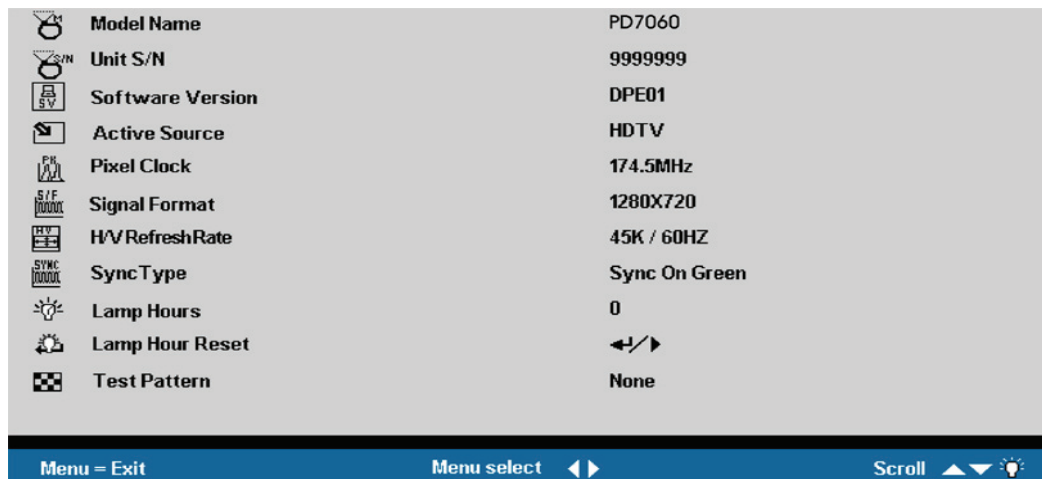 Model Name PD7060
Unit S/N 9999999
Software Version DPE01
Active Source HDTV
Pixel Clock 174.5MHz
Signal Format 1280X720
H/V RefreshRate 45K / 60HZ
SyncType Sync On Green
Lamp Hours 0
Lamp Hour Reset ↵/▶
Test Pattern None
Menu = Exit Menu select ◀ ▶ Scroll ▲▼